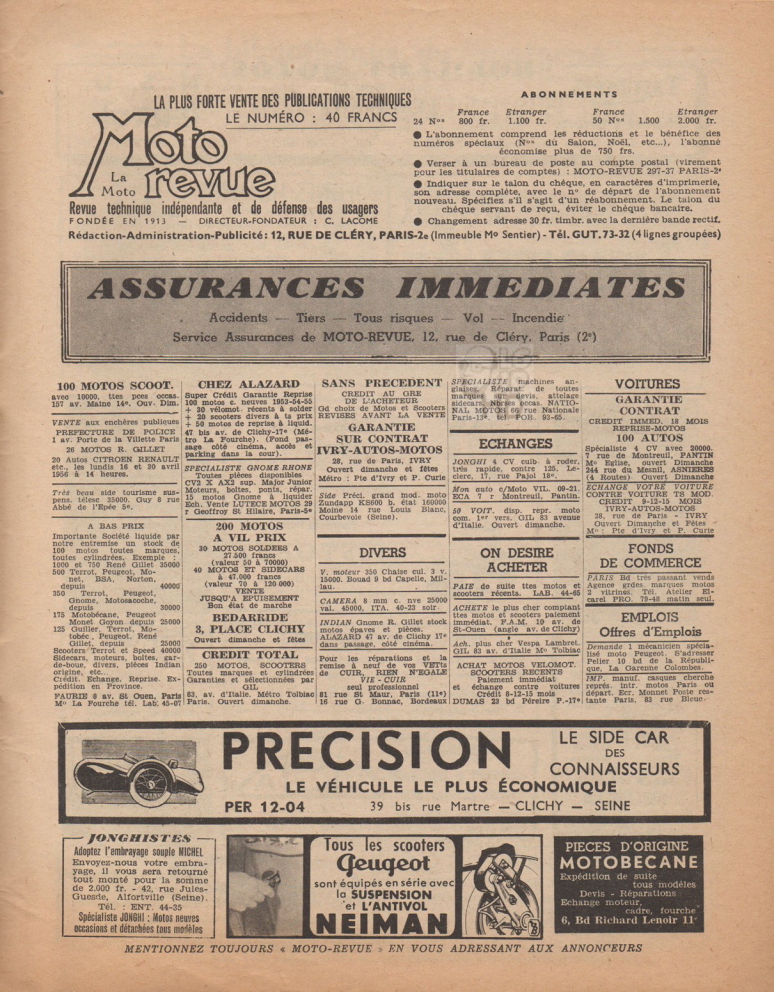 LA PLUS FORTE VENTE DES PUBLICATIONS TECHNIQUES
LE NUMÉRO : 40 FRANCS
La Moto
Moto revue
Revue technique indépendante et de défense des usagers
FONDÉE EN 1913 — DIRECTEUR-FONDATEUR : C. LACOME
ABONNEMENTS
France Etranger France Etranger
24 Nos 800 fr. 1.100 fr. 50 Nos 1.500 2.000 fr.
● L'abonnement comprend les réductions et le bénéfice des
numéros spéciaux (Nos du Salon, Noël, etc...), l'abonné
économise plus de 750 frs.
● Verser à un bureau de poste au compte postal (virement
pour les titulaires de comptes) : MOTO-REVUE 297-37 PARIS-2e
● Indiquer sur le talon du chèque, en caractères d'imprimerie,
son adresse complète, avec le n° de départ de l'abonnement
nouveau. Spécifiez s'il s'agit d'un réabonnement. Le talon du
chèque servant de reçu, éviter le chèque bancaire.
● Changement adresse 30 fr. timbr. avec la dernière bande rectif.
Rédaction-Administration-Publicité : 12, RUE DE CLÉRY, PARIS-2e (Immeuble Mo Sentier) - Tél. GUT. 73-32 (4 lignes groupées)
ASSURANCES IMMEDIATES
Accidents — Tiers — Tous risques — Vol — Incendie
Service Assurances de MOTO-REVUE, 12, rue de Cléry, Paris (2e)
100 MOTOS SCOOT.
avec 10000, ttes pces occas.
157 av. Maine 14e. Ouv. Dim.
VENTE aux enchères publiques
PREFECTURE DE POLICE
1 av. Porte de la Villette Paris
26 MOTOS R. GILLET
20 Autos CITROEN RENAULT
etc., les lundis 16 et 30 avril
1956 à 14 heures.
Très beau side tourisme sus-
pens. telesc 35000. Guy 8 rue
Abbé de l'Epée 5e.
A BAS PRIX
Importante Société liquide par
notre entremise un stock de
100 motos toutes marques,
toutes cylindrées. Exemple :
1000 et 750 René Gillet 35000
500 Terrot, Peugeot, Mo-
net, BSA, Norton,
depuis 40000
350 Terrot, Peugeot,
Gnome, Motosacoche,
depuis 30000
175 Motobécane, Peugeot
Monet Goyon depuis 25000
125 Guiller, Terrot, Mo-
tobéc, Peugeot, René
Gillet, depuis 25000
Scooters Terrot et Speed 40000
Sidecars, moteurs, boîtes, gar-
de-boue, divers, pièces Indian
origine, etc...
Crédit. Echange. Reprise. Ex-
pédition en Province.
FAURIE 8 av. St Ouen, Paris
Mo La Fourche tél. Lab. 45-07
CHEZ ALAZARD
Super Crédit Garantie Reprise
100 motos c. neuves 1953-54-55
+ 30 vélomot. récents à solder
+ 20 scooters divers à ts prix
+ 50 motos de reprise à liquid.
47 bis av. de Clichy-17e (Mé-
tro La Fourche). (Fond pas-
sage côté cinéma, accès et
parking dans la cour).
SPECIALISTE GNOME RHONE
Toutes pièces disponibles
CV2 X AX2 sup. Major Junior
Moteurs, boîtes, ponts, répar.
15 motos Gnome à liquider
Ech. Vente LUTECE MOTOS 29
r Geoffroy St Hilaire, Paris-5e
200 MOTOS
A VIL PRIX
30 MOTOS SOLDEES A
27.500 francs
(valeur 50 à 70000)
40 MOTOS ET SIDECARS
à 47.000 francs
(valeur 70 à 120.000)
VENTE
JUSQU'A EPUISEMENT
Bon état de marche
BEDARRIDE
3, PLACE CLICHY
Ouvert dimanche et fêtes
CREDIT TOTAL
250 MOTOS, SCOOTERS
Toutes marques et cylindrées
Garanties et sélectionnées par
GIL
83, av. d'Italie. Métro Tolbiac
Paris. Ouvert dimanche.
SANS PRECEDENT
CREDIT AU GRE
DE L'ACHETEUR
Gd choix de Motos et Scooters
REVISES AVANT LA VENTE
GARANTIE
SUR CONTRAT
IVRY-AUTOS-MOTOS
28, rue de Paris, IVRY
Ouvert dimanche et fêtes
Métro : Pte d'Ivry et P. Curie
Side Préci. grand mod. moto
Zundapp KS600 b. état 160000
Moine 14 rue Louis Blanc,
Courbevoie (Seine).
DIVERS
V. moteur 350 Chaise cul. 3 v.
15000. Bouad 9 bd Capelle, Mil-
lau.
CAMERA 8 mm c. nve 25000
val. 45000, ITA. 40-23 soir.
INDIAN Gnome R. Gillet stock
motos épaves et pièces.
ALAZARD 47 av. de Clichy 17e
dans passage, côté cinéma.
Pour les réparations et la
remise à neuf de vos VETts
de CUIR, RIEN N'EGALE
VIE - CUIR
seul professionnel
81 rue St Maur, Paris (11e)
16 rue G. Bonnac, Bordeaux
SPECIALISTE machines an-
glaises. Réparat. de toutes
marques sur devis, attelage
sidecars. Nbrses occas. NATIO-
NAL MOTOS 66 rue Nationale
Paris-13e. tél POR. 93-65.
ECHANGES
JONGHI 4 CV culb. à roder,
très rapide, contre 125, Le-
clerc, 17, rue Pajol 18e.
Mon auto c/Moto VIL. 09-21.
ECA 7 r Montreuil, Pantin.
50 VOIT. disp. repr. moto
com. 1er vers. GIL 83 avenue
d'Italie. Ouvert dimanche.
ON DESIRE
ACHETER
PAIE de suite ttes motos et
scooters récents. LAB. 44-65
ACHETE le plus cher comptant
ttes motos et scooters paiement
immédiat. F.A.M. 10 av. de
St-Ouen (angle av. de Clichy)
Ach. plus cher Vespa Lambret.
GIL 83 av. d'Italie Mo Tolbiac
ACHAT MOTOS VELOMOT.
SCOOTERS RECENTS
Paiement immédiat
et échange contre voitures
Crédit 8-12-15 mois
DUMAS 23 bd Péreire P.-17e
VOITURES
GARANTIE
CONTRAT
CREDIT IMMED. 18 MOIS
REPRISE-MOTOS
100 AUTOS
Spécialiste 4 CV avec 20000.
7 rue de Montreuil, PANTIN
Mo Eglise, ouvert Dimanche
244 rue du Mesnil, ASNIERES
(4 Routes) Ouvert Dimanche
ECHANGE VOTRE VOITURE
CONTRE VOITURE TS MOD.
CREDIT 9-12-15 MOIS
IVRY-AUTOS-MOTOS
28, rue de Paris - IVRY
Ouvert Dimanche et Fêtes
Mo : Pte d'Ivry et P. Curie
FONDS
DE COMMERCE
PARIS Bd très passant vends
Agence grdes. marques motos
2 vitrines. Tél. Atelier El-
carel PRO. 79-48 matin seul.
EMPLOIS
Offres d'Emplois
Demande 1 mécanicien spécia-
lisé moto Peugeot. S'adresser
Felier 10 bd de la Républi-
que, La Garenne Colombes.
IMP. manuf. casques cherche
représ. intr. motos Paris ou
départ. Ecr. Monnet Poste res-
tante Paris, 83 rue Bleue.
PRECISION
LE SIDE CAR
DES
CONNAISSEURS
LE VÉHICULE LE PLUS ÉCONOMIQUE
PER 12-04 39 bis rue Martre — CLICHY — SEINE
JONGHISTES
Adoptez l'embrayage souple MICHEL
Envoyez-nous votre embra-
yage, il vous sera retourné
tout monté pour la somme
de 2.000 fr. - 42, rue Jules-
Guesde, Alfortville (Seine).
Tél. : ENT. 44-35
Spécialiste JONGHI : Motos neuves
occasions et détachées tous modèles
Tous les scooters
Peugeot
sont équipés en série avec
la SUSPENSION
et L'ANTIVOL
NEIMAN
PIECES D'ORIGINE
MOTOBECANE
Expédition de suite
tous modèles
Devis - Réparations
Echange moteur,
cadre, fourche
6, Bd Richard Lenoir 11e
MENTIONNEZ TOUJOURS « MOTO-REVUE » EN VOUS ADRESSANT AUX ANNONCEURS